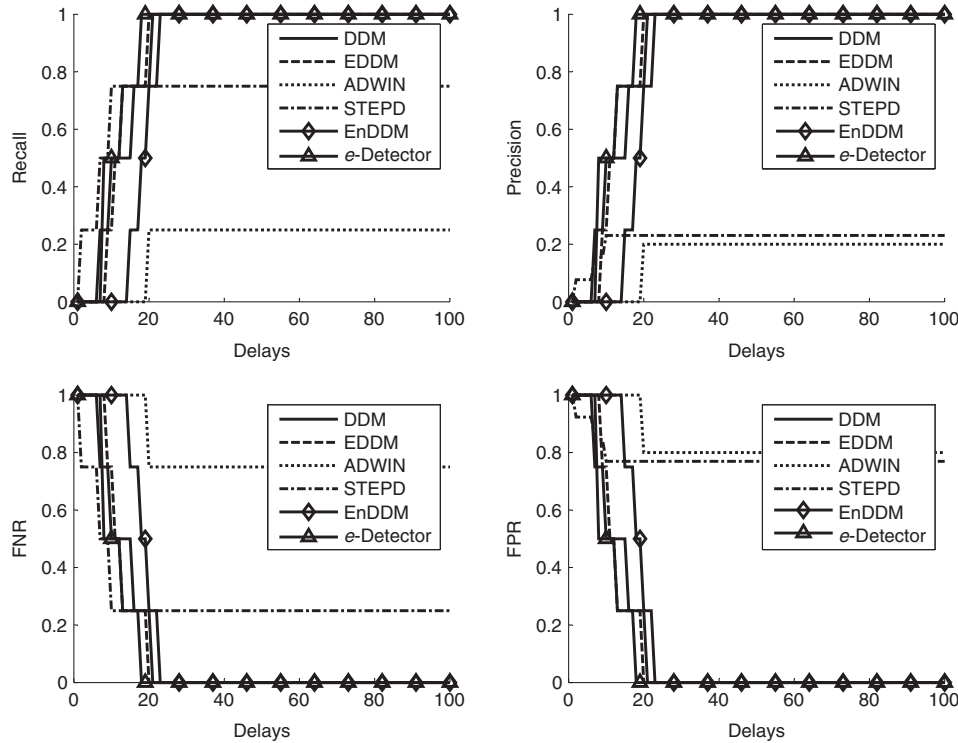 1
0.8
0.6
0.4
0.2
0
Recall
0
20
40
60
80
100
Delays
DDM
EDDM
ADWIN
STEPD
EnDDM
e-Detector
1
0.8
0.6
0.4
0.2
0
Precision
0
20
40
60
80
100
Delays
DDM
EDDM
ADWIN
STEPD
EnDDM
e-Detector
1
0.8
0.6
0.4
0.2
0
FNR
0
20
40
60
80
100
Delays
DDM
EDDM
ADWIN
STEPD
EnDDM
e-Detector
1
0.8
0.6
0.4
0.2
0
FPR
0
20
40
60
80
100
Delays
DDM
EDDM
ADWIN
STEPD
EnDDM
e-Detector